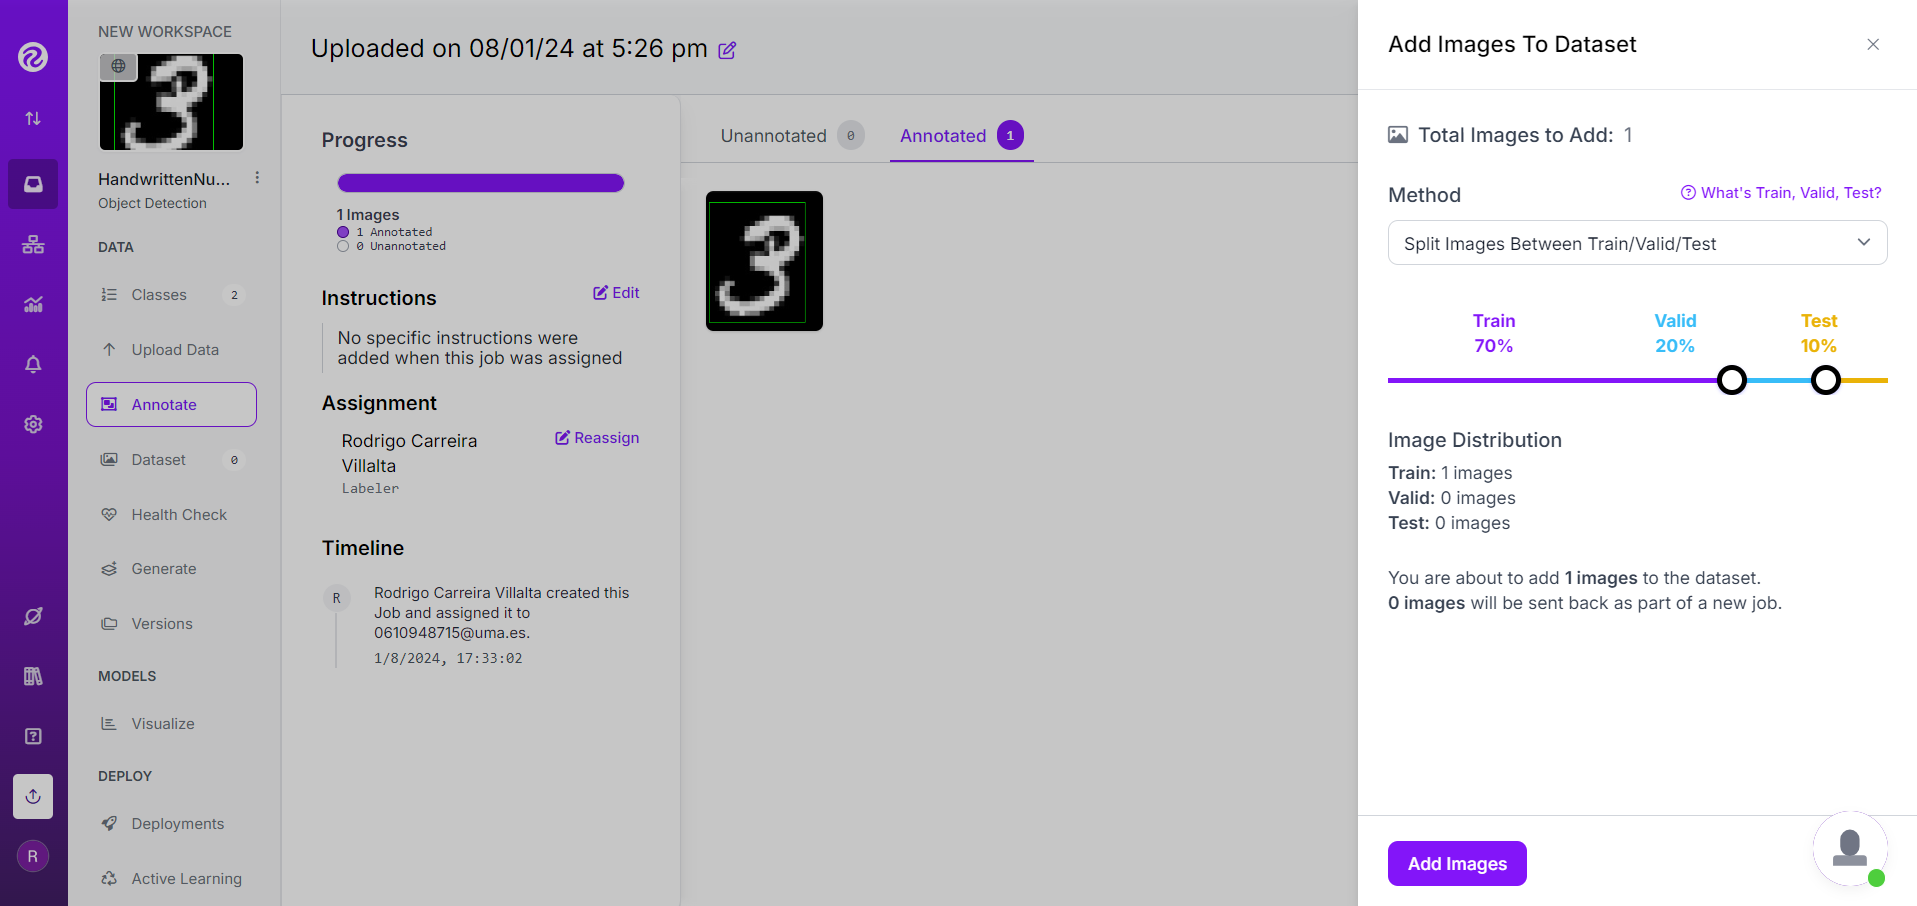 NEW WORKSPACE
HandwrittenNu...
Object Detection
DATA
Classes 2
Upload Data
Annotate
Dataset 0
Health Check
Generate
Versions
MODELS
Visualize
DEPLOY
Deployments
Active Learning
R
Uploaded on 08/01/24 at 5:26 pm
Progress
1 Images
1 Annotated
0 Unannotated
Instructions Edit
No specific instructions were
added when this job was assigned
Assignment Reassign
Rodrigo Carreira
Villalta
Labeler
Timeline
R Rodrigo Carreira Villalta created this
Job and assigned it to
0610948715@uma.es.
1/8/2024, 17:33:02
Unannotated 0 Annotated 1
3
3
Add Images To Dataset
Total Images to Add: 1
Method What's Train, Valid, Test?
Split Images Between Train/Valid/Test
Train Valid Test
70% 20% 10%
Image Distribution
Train: 1 images
Valid: 0 images
Test: 0 images
You are about to add 1 images to the dataset.
0 images will be sent back as part of a new job.
Add Images